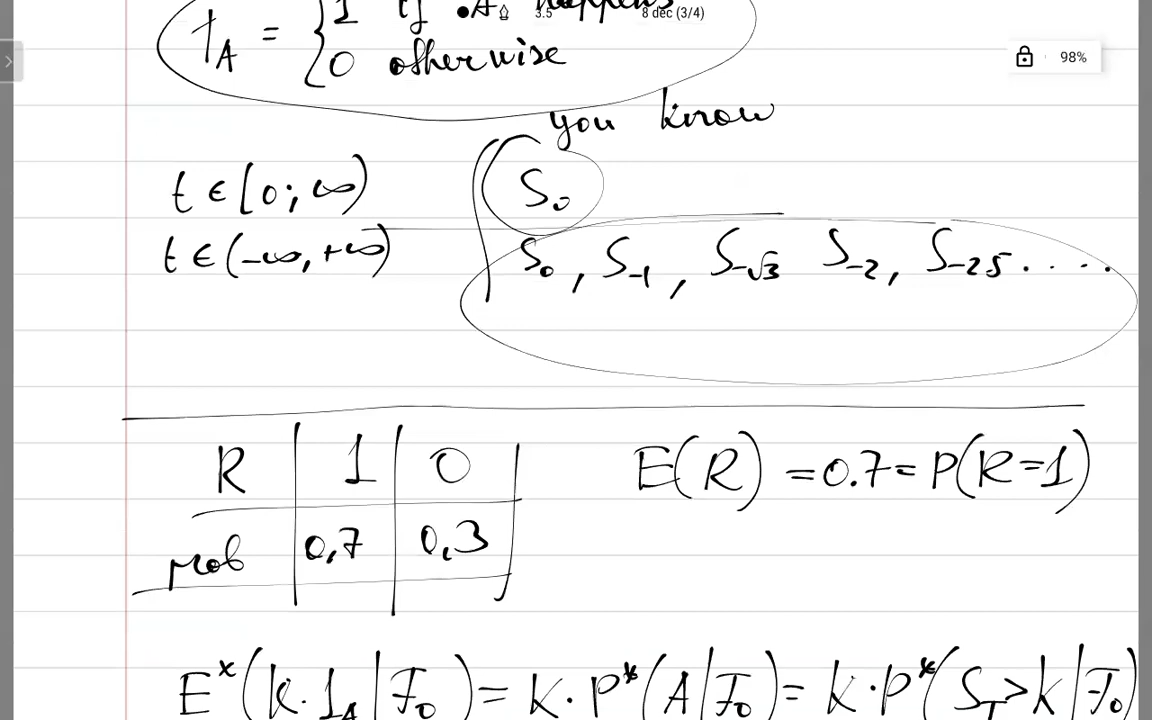 1_A = { 1 if A happens
3.5 8 dec (3/4)
0 otherwise
98%
you know
t ∈ [0; ∞) S_0
t ∈ (-∞, +∞) S_0, S_-1, S_-√3 S_-2, S_-25 . . . .
R | 1 | 0 E(R) = 0.7 = P(R=1)
prob | 0,7 | 0,3
E*(K·1_A | F_0) = K·P*(A | F_0) = K·P*(S_T > K | F_0)